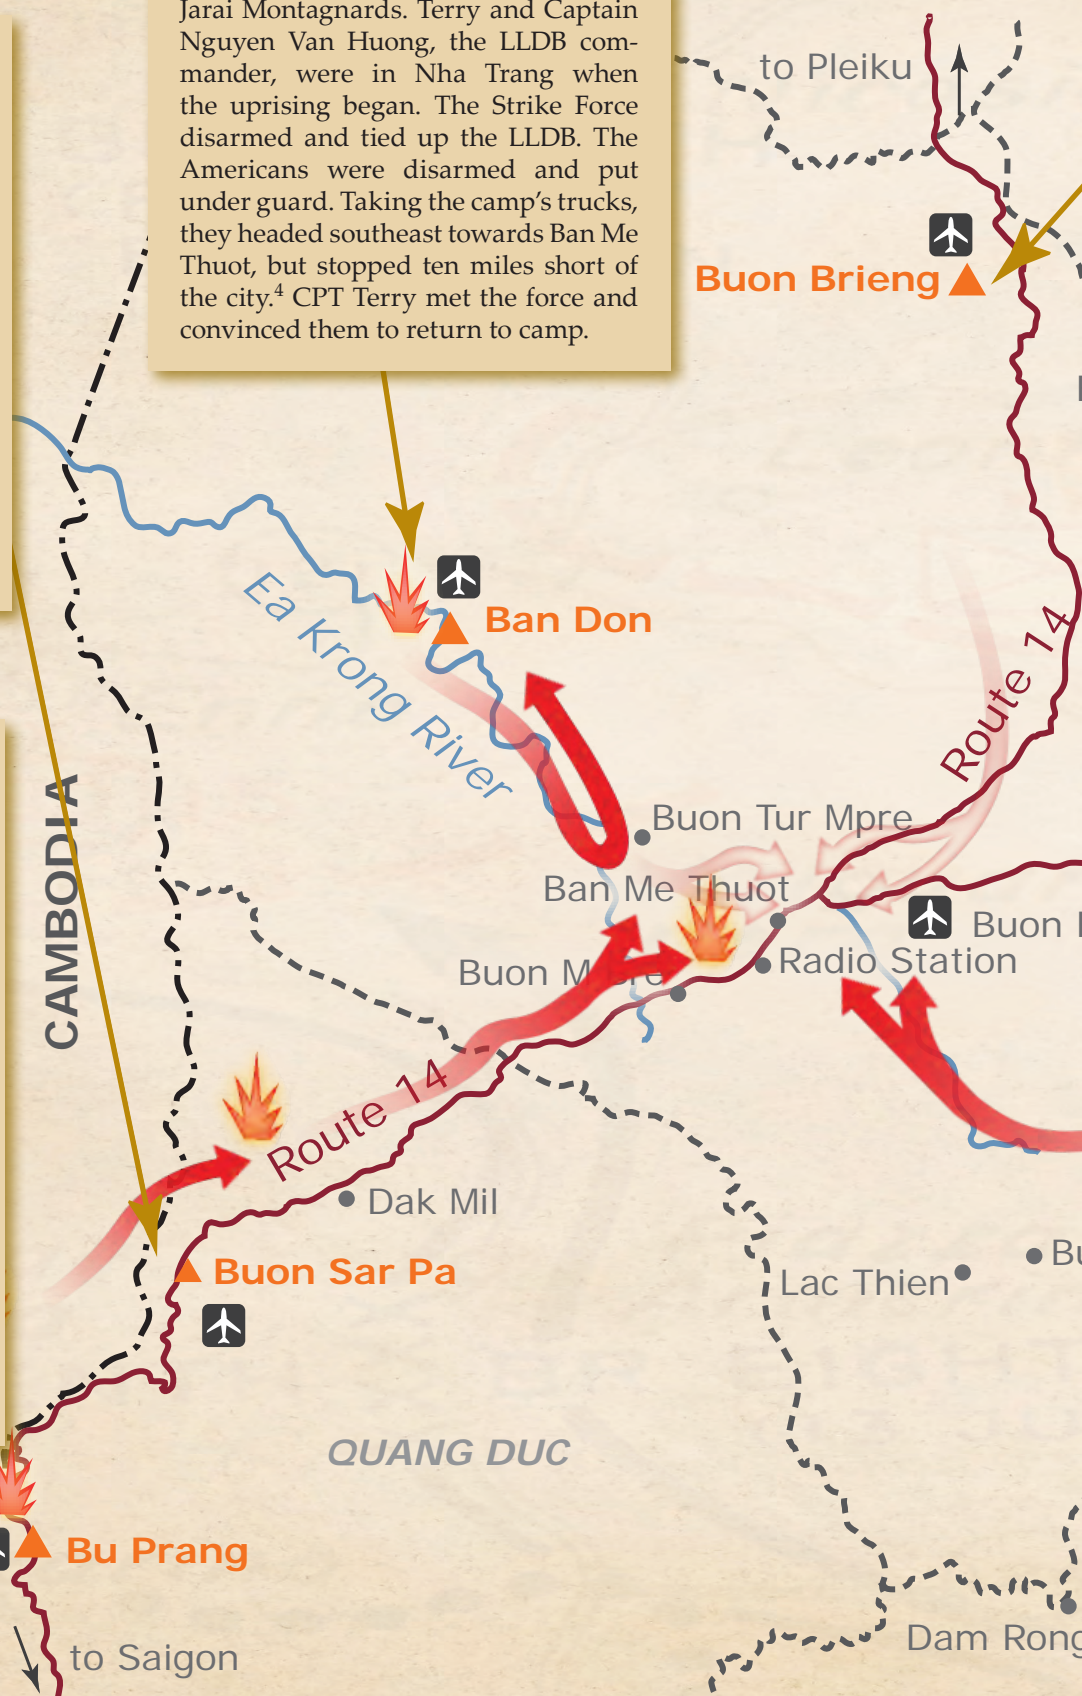 Jarai Montagnards. Terry and Captain
Nguyen Van Huong, the LLDB com-
mander, were in Nha Trang when
the uprising began. The Strike Force
disarmed and tied up the LLDB. The
Americans were disarmed and put
under guard. Taking the camp's trucks,
they headed southeast towards Ban Me
Thuot, but stopped ten miles short of
the city.4 CPT Terry met the force and
convinced them to return to camp.
to Pleiku
Buon Brieng
Ban Don
Ea Krong River
Route 14
CAMBODIA
Buon Tur Mpre
Ban Me Thuot
Buon
Buon M
Radio Station
Route 14
Dak Mil
Buon Sar Pa
Lac Thien
QUANG DUC
Bu Prang
Dam Rong
to Saigon